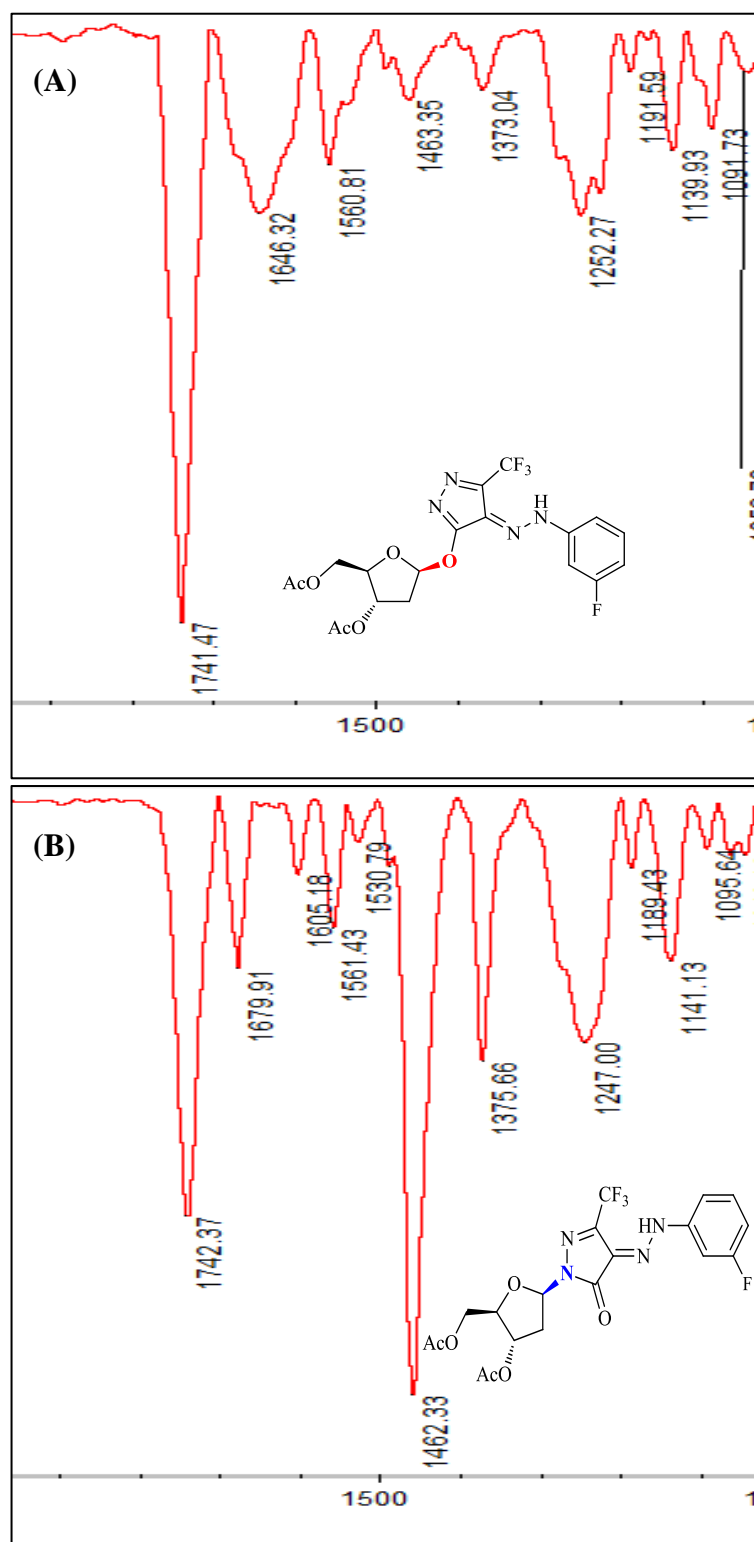 (A)
1741.47
1646.32
1560.81
1463.35
1373.04
1252.27
1191.59
1139.93
1091.73
N
N
CF3
N
H
N
O
O
F
AcO
AcO
1500
(B)
1742.37
1679.91
1605.18
1561.43
1530.79
1462.33
1375.66
1247.00
1189.43
1141.13
1095.64
CF3
HN
N
N
N
O
O
F
AcO
AcO
1500